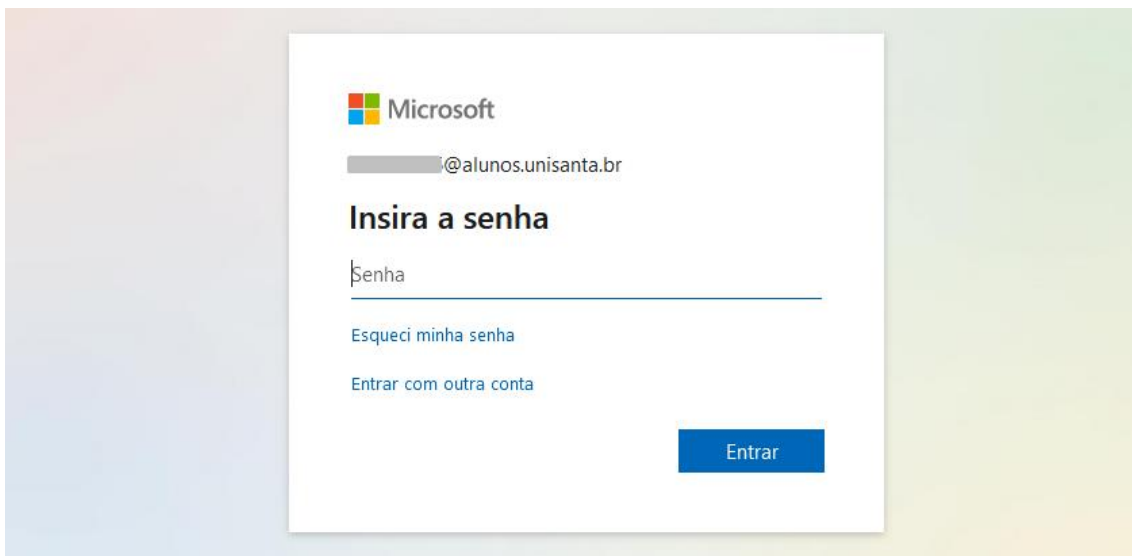 Microsoft
@alunos.unisanta.br
Insira a senha
Senha
Esqueci minha senha
Entrar com outra conta
Entrar